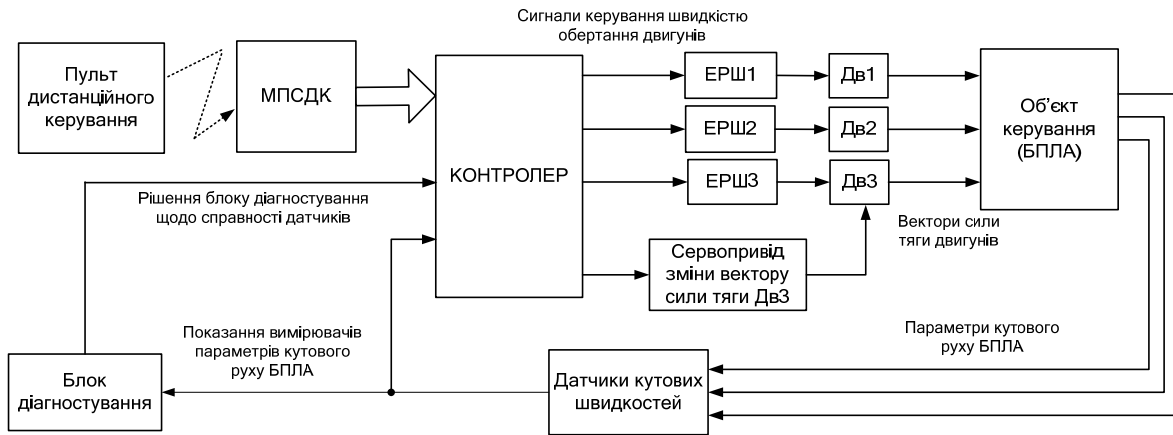 Сигнали керування швидкістю
обертання двигунів
Пульт
дистанційного
керування
МПСДК
КОНТРОЛЕР
ЕРШ1
Дв1
ЕРШ2
Дв2
ЕРШ3
Дв3
Об’єкт
керування
(БПЛА)
Рішення блоку діагностування
щодо справності датчиків
Вектори сили
тяги двигунів
Сервопривід
зміни вектору
сили тяги Дв3
Показання вимірювачів
параметрів кутового
руху БПЛА
Параметри кутового
руху БПЛА
Блок
діагностування
Датчики кутових
швидкостей